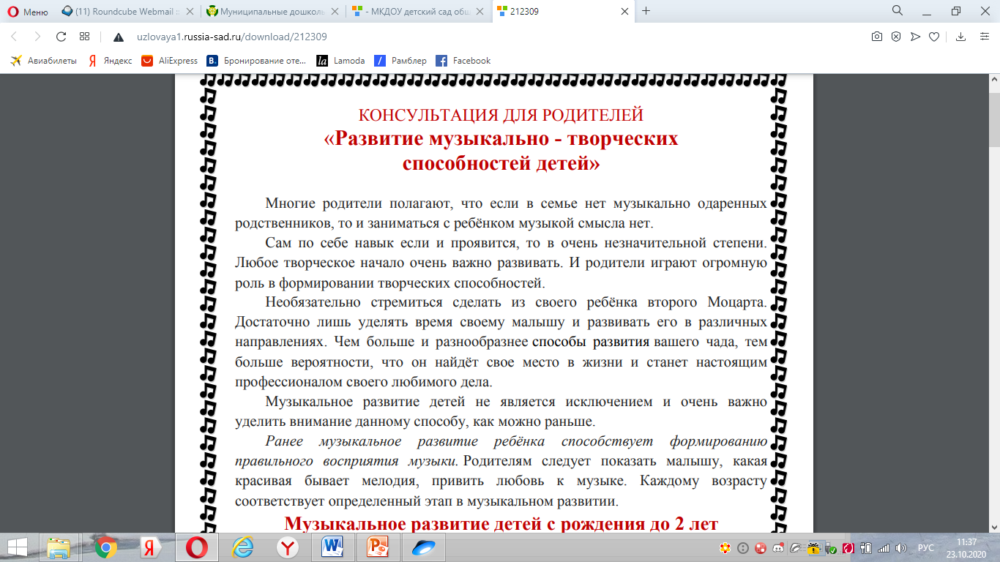 Меню
(11) Roundcube Webmail ::
Муниципальные дошколь
- МКДОУ детский сад общ
212309
uzlovaya1.russia-sad.ru/download/212309
Авиабилеты
Яндекс
AliExpress
Бронирование оте...
Lamoda
Рамблер
Facebook
КОНСУЛЬТАЦИЯ ДЛЯ РОДИТЕЛЕЙ
«Развитие музыкально - творческих
способностей детей»
Многие родители полагают, что если в семье нет музыкально одаренных
родственников, то и заниматься с ребёнком музыкой смысла нет.
Сам по себе навык если и проявится, то в очень незначительной степени.
Любое творческое начало очень важно развивать. И родители играют огромную
роль в формировании творческих способностей.
Необязательно стремиться сделать из своего ребёнка второго Моцарта.
Достаточно лишь уделять время своему малышу и развивать его в различных
направлениях. Чем больше и разнообразнее способы развития вашего чада, тем
больше вероятности, что он найдёт свое место в жизни и станет настоящим
профессионалом своего любимого дела.
Музыкальное развитие детей не является исключением и очень важно
уделить внимание данному способу, как можно раньше.
Ранее музыкальное развитие ребёнка способствует формированию
правильного восприятия музыки. Родителям следует показать малышу, какая
красивая бывает мелодия, привить любовь к музыке. Каждому возрасту
соответствует определенный этап в музыкальном развитии.
Музыкальное развитие детей с рождения до 2 лет
РУС
11:37
23.10.2020